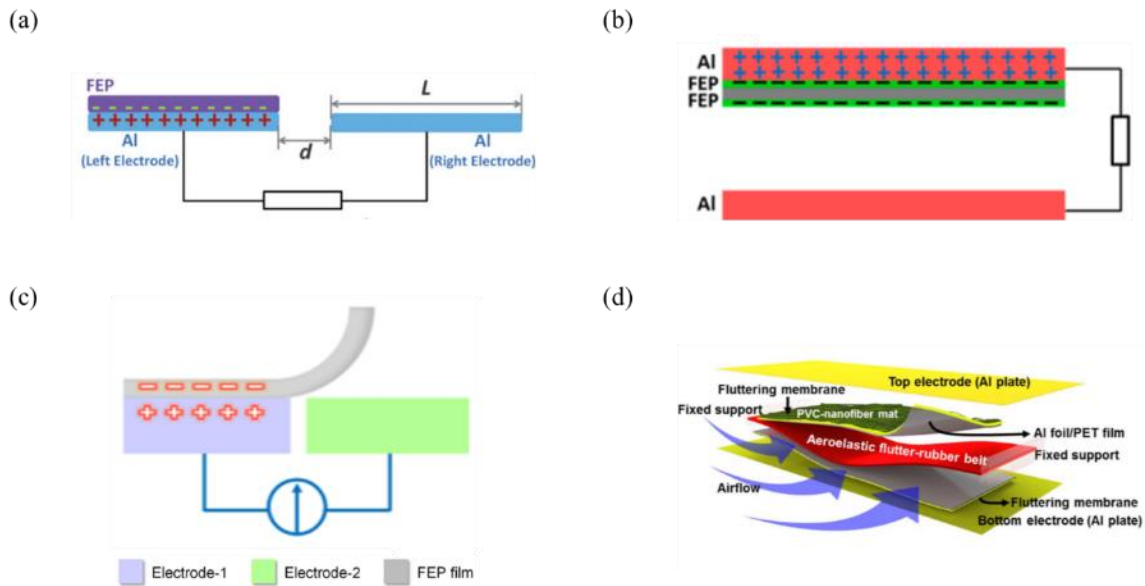 (a)
FEP
L
Al
(Left Electrode)
d
Al
(Right Electrode)
(b)
Al
FEP
FEP
Al
(c)
Electrode-1
Electrode-2
FEP film
(d)
Top electrode (Al plate)
Fluttering membrane
Fixed support
PVC-nanofiber mat
Al foil/PET film
Aeroelastic flutter-rubber belt
Fixed support
Airflow
Fluttering membrane
Bottom electrode (Al plate)